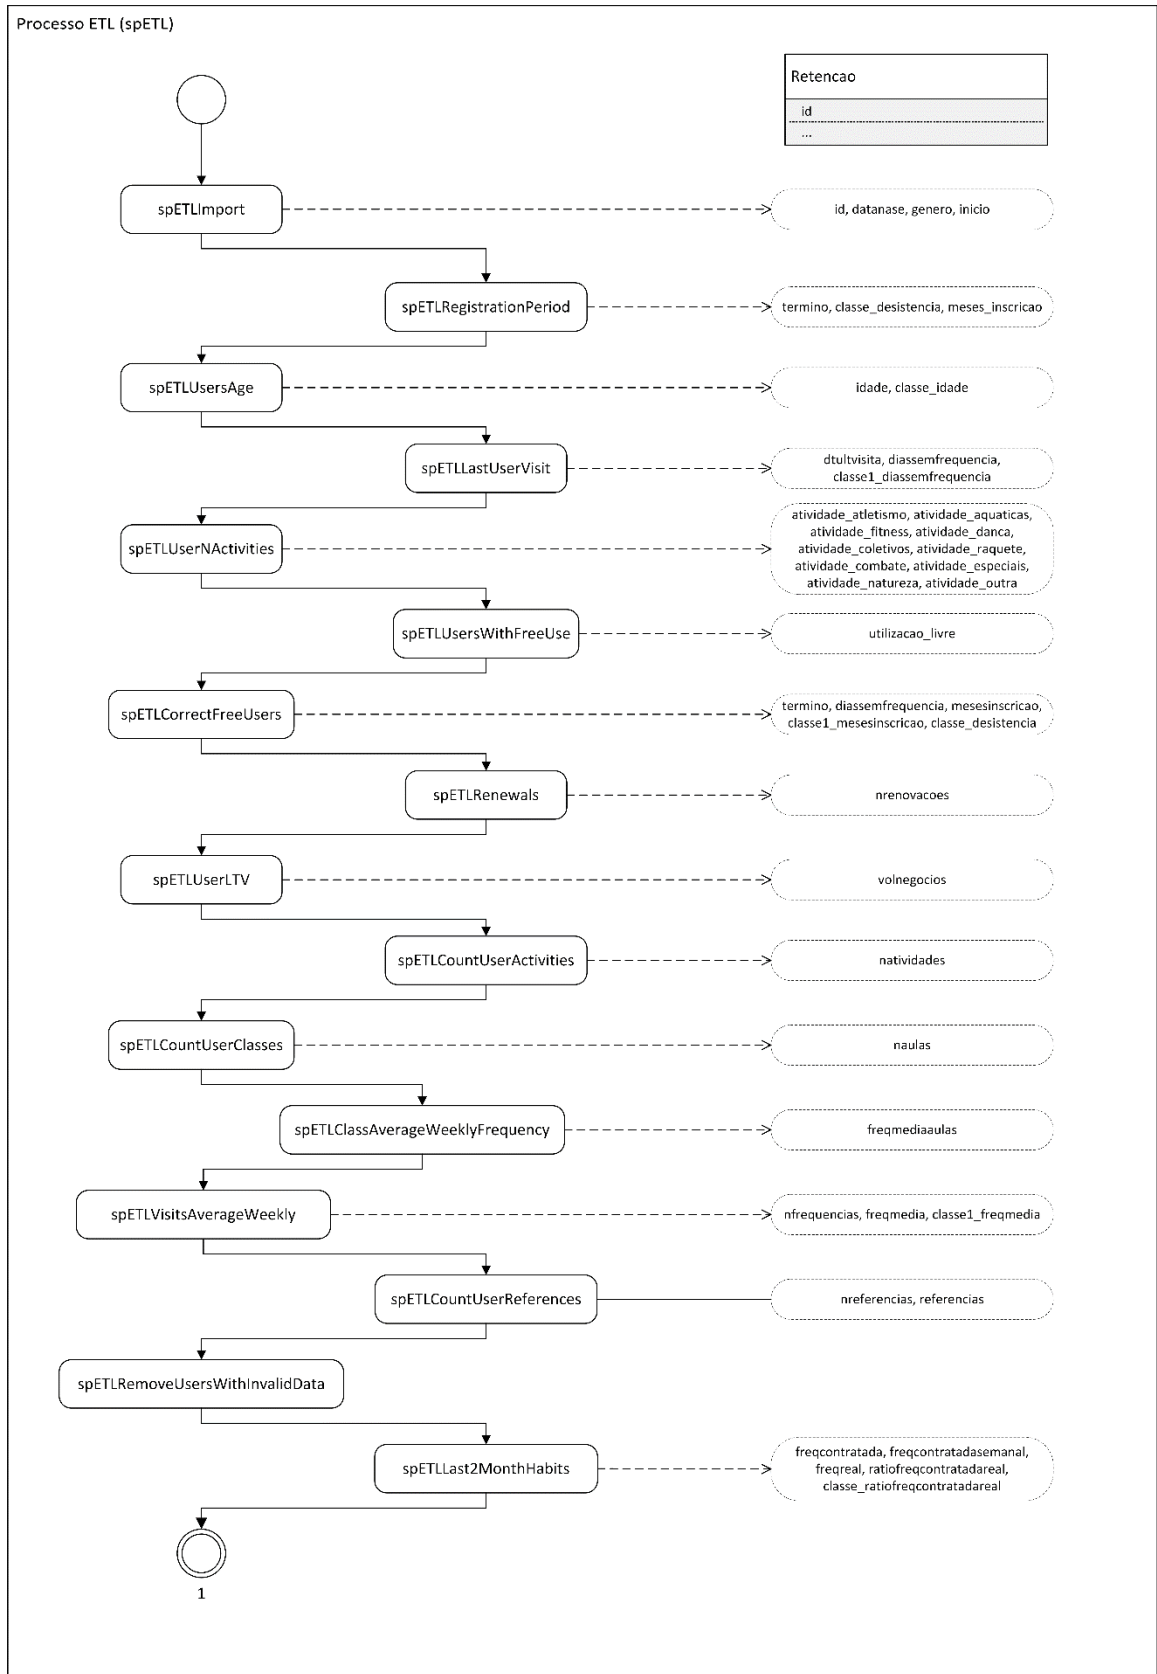 Processo ETL (spETL)
Retencao
id
...
spETLImport
id, datanase, genero, inicio
spETLRegistrationPeriod
termino, classe_desistencia, meses_inscricao
spETLUsersAge
idade, classe_idade
spETLLastUserVisit
dtultvisita, diassemfrequencia,
classe1_diassemfrequencia
spETLUserNActivities
atividade_atletismo, atividade_aquaticas,
atividade_fitness, atividade_danca,
atividade_coletivos, atividade_raquete,
atividade_combate, atividade_especiais,
atividade_natureza, atividade_outra
spETLUsersWithFreeUse
utilizacao_livre
spETLCorrectFreeUsers
termino, diassemfrequencia, mesesinscricao,
classe1_mesesinscricao, classe_desistencia
spETLRenewals
nrenovacoes
spETLUserLTV
volnegocios
spETLCountUserActivities
natividades
spETLCountUserClasses
naulas
spETLClassAverageWeeklyFrequency
freqmediaaulas
spETLVisitsAverageWeekly
nfrequencias, freqmedia, classe1_freqmedia
spETLCountUserReferences
nreferencias, referencias
spETLRemoveUsersWithInvalidData
spETLLast2MonthHabits
freqcontratada, freqcontratadasemanal,
freqreal, ratiofreqcontratadareal,
classe_ratiofreqcontratadareal
1